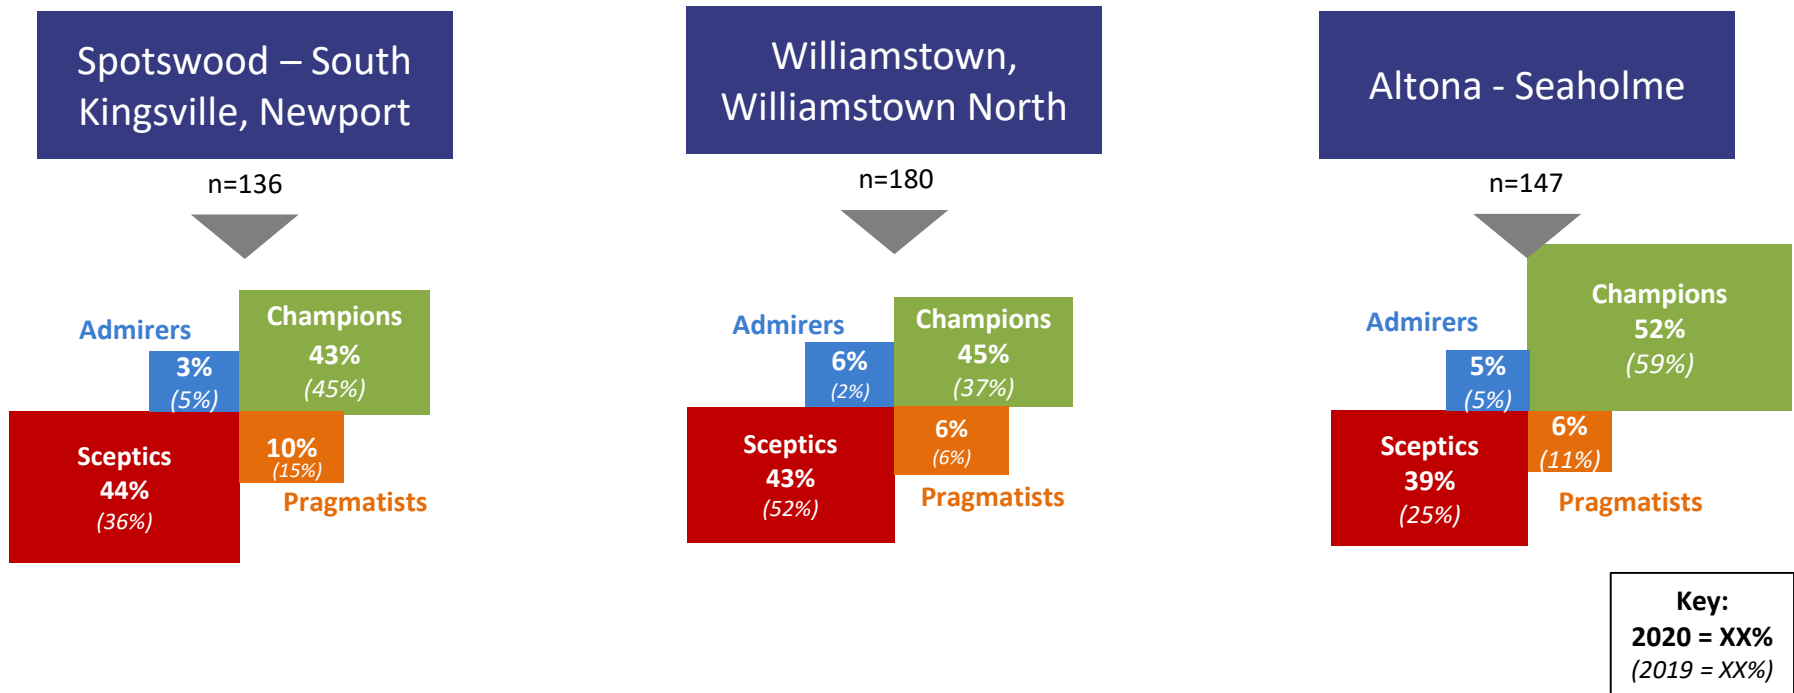 Spotswood – South
Kingsville, Newport
n=136
Admirers
3%
(5%)
Champions
43%
(45%)
Sceptics
44%
(36%)
10%
(15%)
Pragmatists
Williamstown,
Williamstown North
n=180
Admirers
6%
(2%)
Champions
45%
(37%)
Sceptics
43%
(52%)
6%
(6%)
Pragmatists
Altona - Seaholme
n=147
Admirers
5%
(5%)
Champions
52%
(59%)
Sceptics
39%
(25%)
6%
(11%)
Pragmatists
Key:
2020 = XX%
(2019 = XX%)